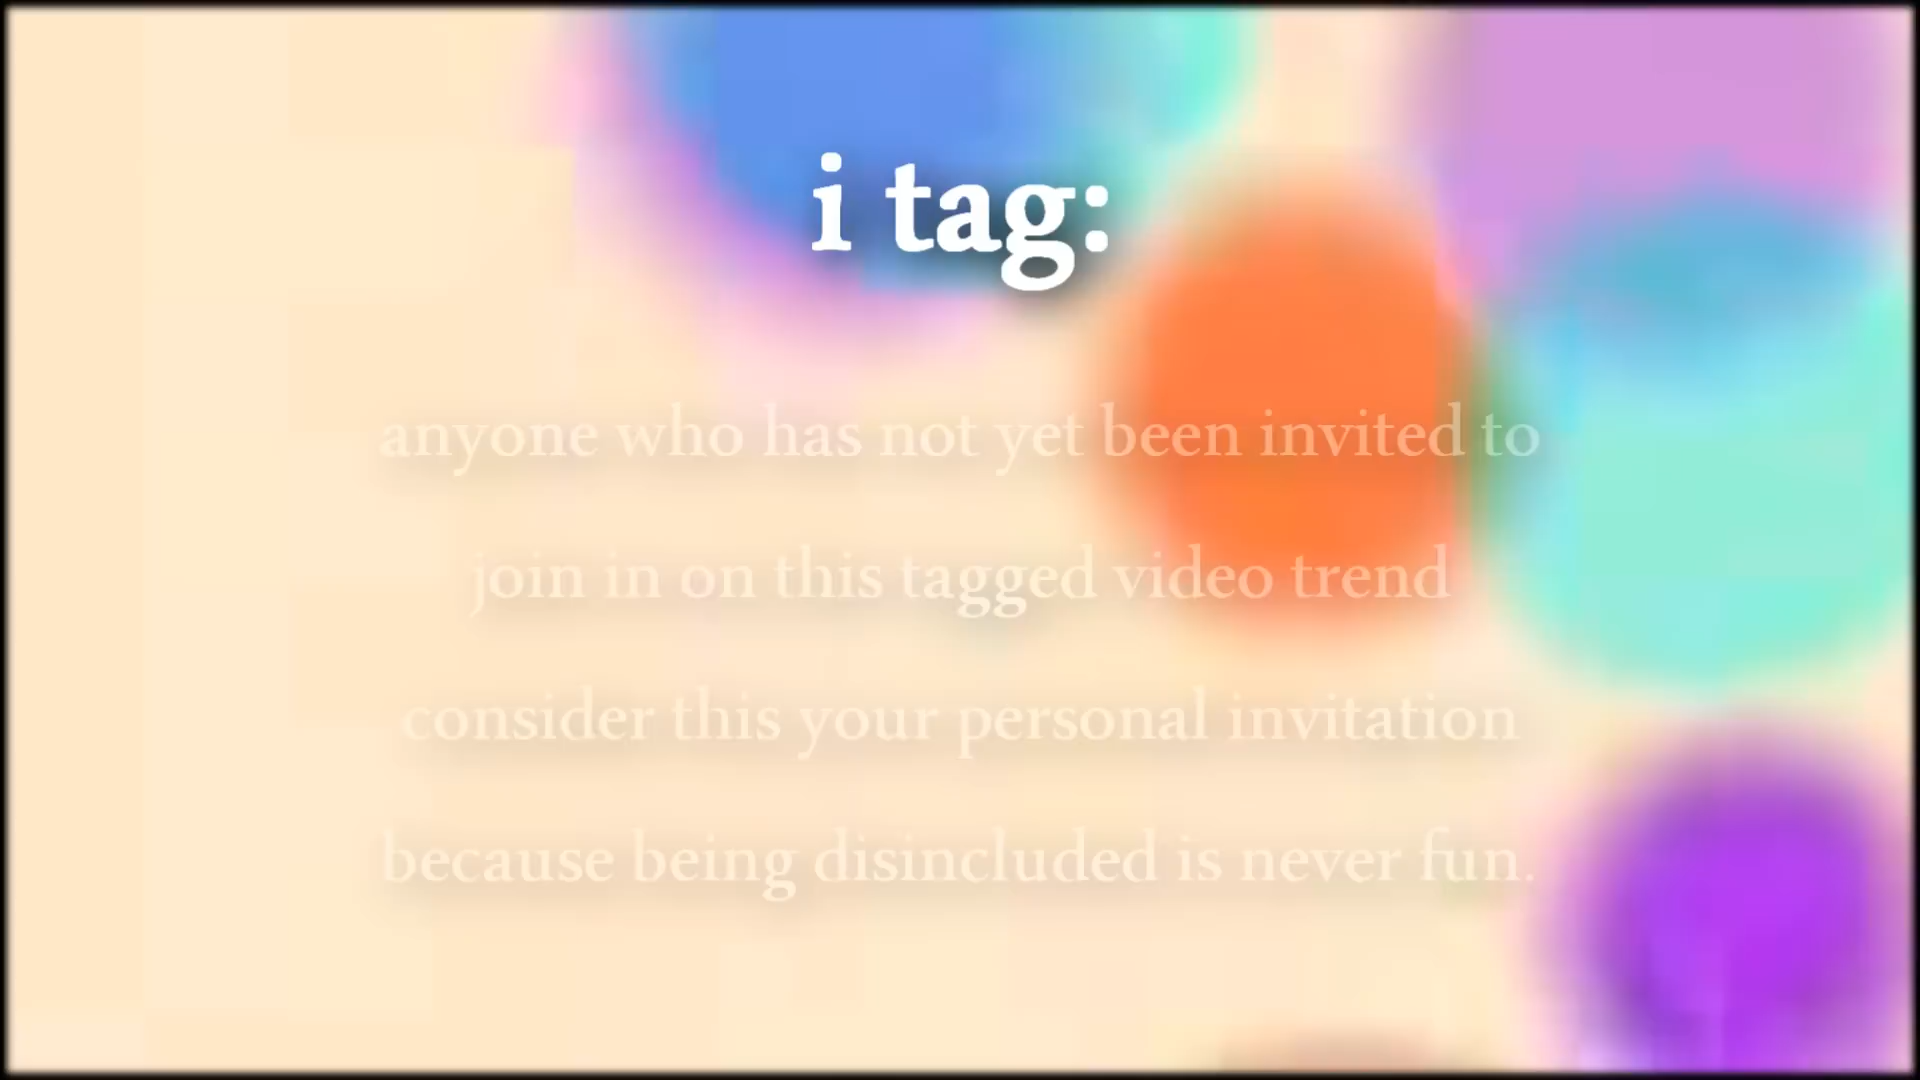 i tag:
anyone who has not yet been invited to
join in on this tagged video trend
consider this your personal invitation
because being disincluded is never fun.